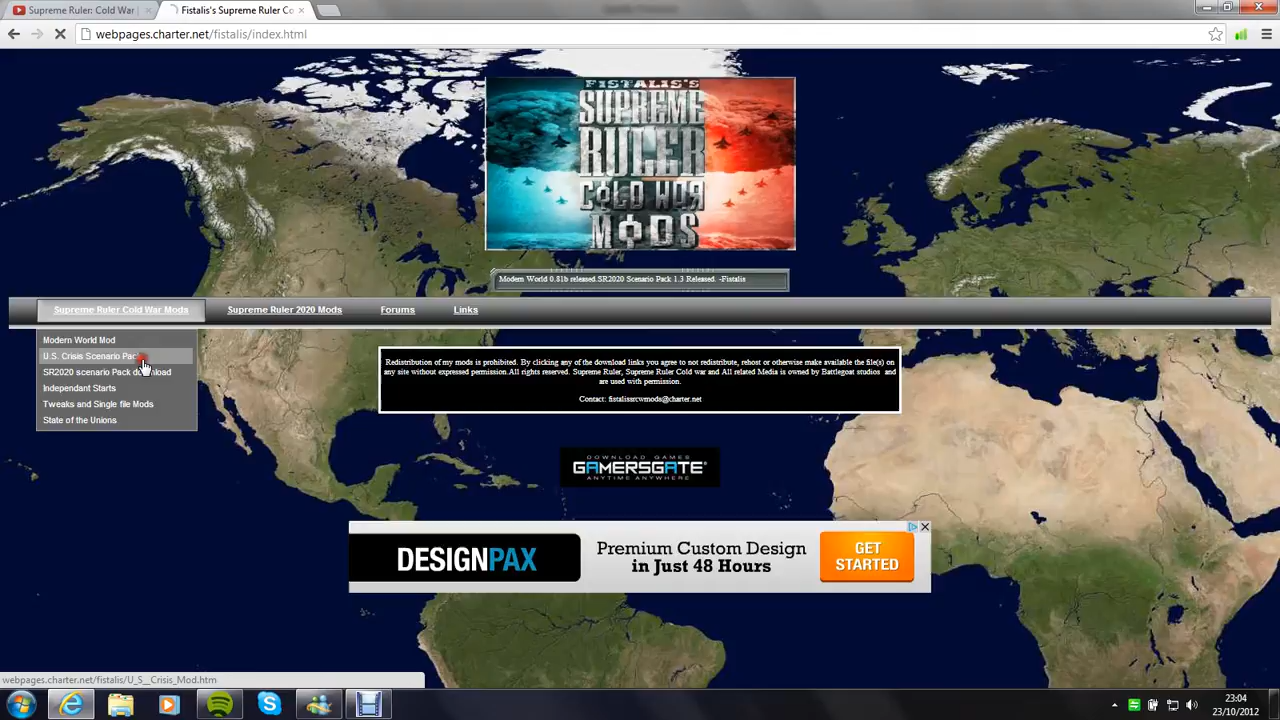 Supreme Ruler: Cold War
Fistalis's Supreme Ruler Co
webpages.charter.net/fistalis/index.html
FISTALIS'S
SUPREME
RULER
COLD WAR
MODS
Modern World 0.81b released.SR2020 Scenario Pack 1.3 Released. -Fistalis
Supreme Ruler Cold War Mods
Supreme Ruler 2020 Mods
Forums
Links
Modern World Mod
U.S. Crisis Scenario Pack
SR2020 scenario Pack download
Independant Starts
Tweaks and Single file Mods
State of the Unions
Redistribution of my mods is prohibited. By clicking any of the download links you agree to not redistribute, rehost or otherwise make available the file(s) on
any site without expressed permission.All rights reserved. Supreme Ruler, Supreme Ruler Cold war and All related Media is owned by Battlegoat studios and
are used with permission.
Contact: fistalissrcwmods@charter.net
DOWNLOAD GAMES
GAMERSGATE
ANYTIME ANYWHERE
DESIGNPAX
Premium Custom Design
in Just 48 Hours
GET
STARTED
webpages.charter.net/fistalis/U_S__Crisis_Mod.htm
23:04
23/10/2012